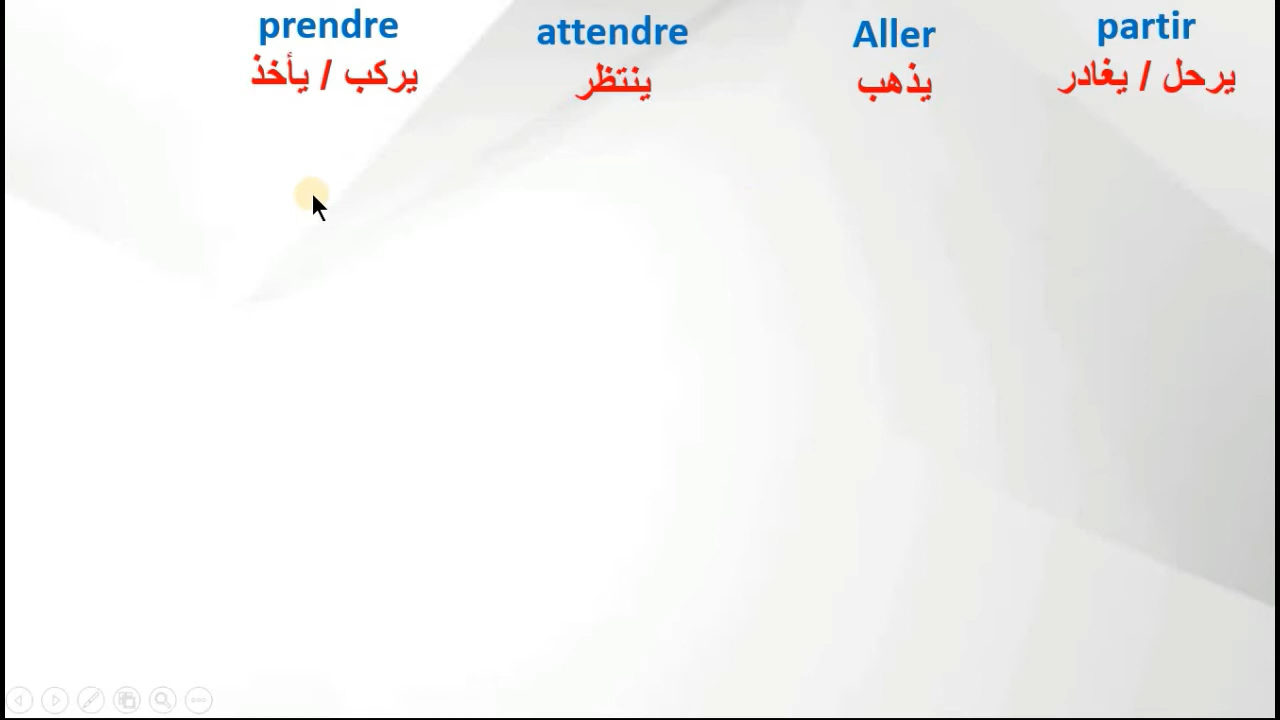 prendre
يركب / يأخذ
attendre
ينتظر
Aller
يذهب
partir
يرحل / يغادر